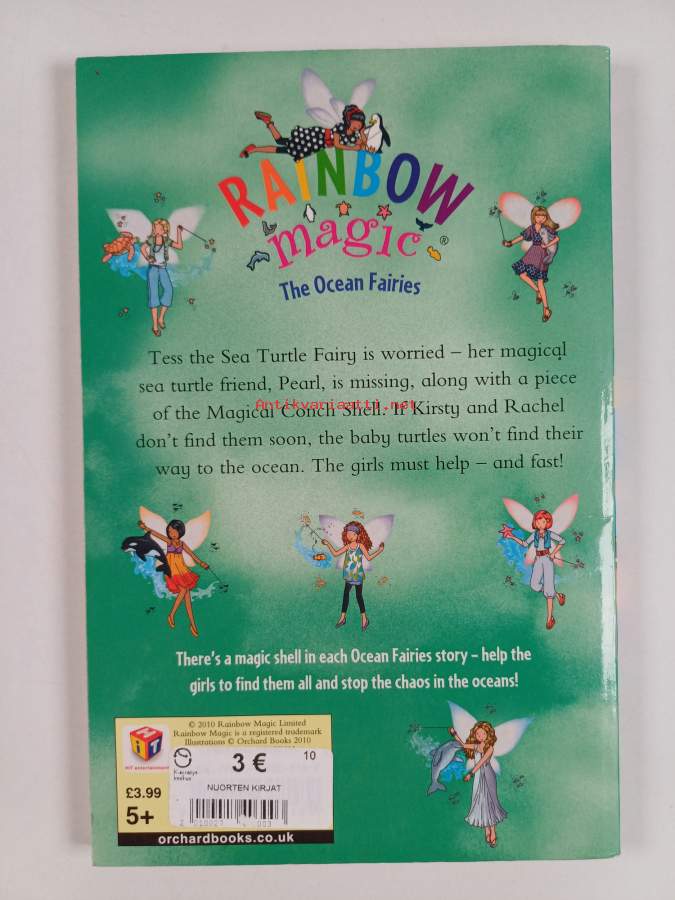 RAINBOW
magic®
The Ocean Fairies
Tess the Sea Turtle Fairy is worried – her magical
sea turtle friend, Pearl, is missing, along with a piece
of the Magical Conch Shell. If Kirsty and Rachel
Antikvariaatti.net
don't find them soon, the baby turtles won't find their
way to the ocean. The girls must help – and fast!
There's a magic shell in each Ocean Fairies story – help the
girls to find them all and stop the chaos in the oceans!
© 2010 Rainbow Magic Limited
Rainbow Magic is a registered trademark
Illustrations © Orchard Books 2010
HiT
HIT entertainment
3 €
10
NUORTEN KIRJAT
£3.99
5+
orchardbooks.co.uk